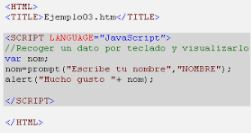 <HTML>
<TITLE>Ejemplo03.htm</TITLE>
<SCRIPT LANGUAGE="JavaScript">
//Recoger un dato por teclado y visualizarlo
var nom;
nom=prompt("Escribe tu nombre","NOMBRE");
alert("Mucho gusto "+ nom);
</SCRIPT>
</HTML>